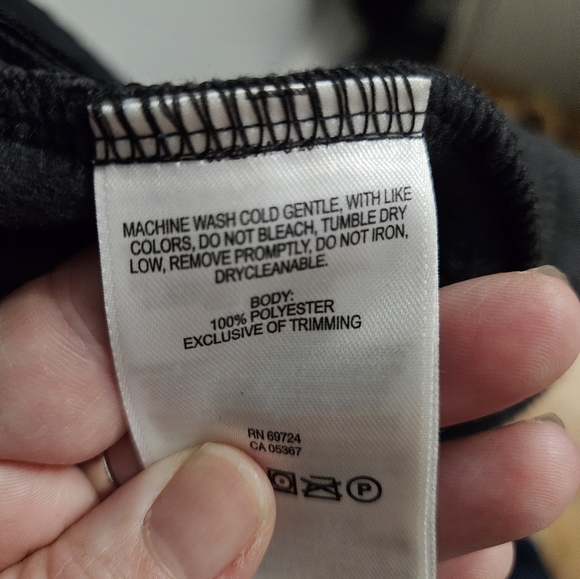 MACHINE WASH COLD GENTLE, WITH LIKE
COLORS, DO NOT BLEACH, TUMBLE DRY
LOW, REMOVE PROMPTLY, DO NOT IRON,
DRYCLEANABLE.
BODY:
100% POLYESTER
EXCLUSIVE OF TRIMMING
RN 69724
CA 05367
P